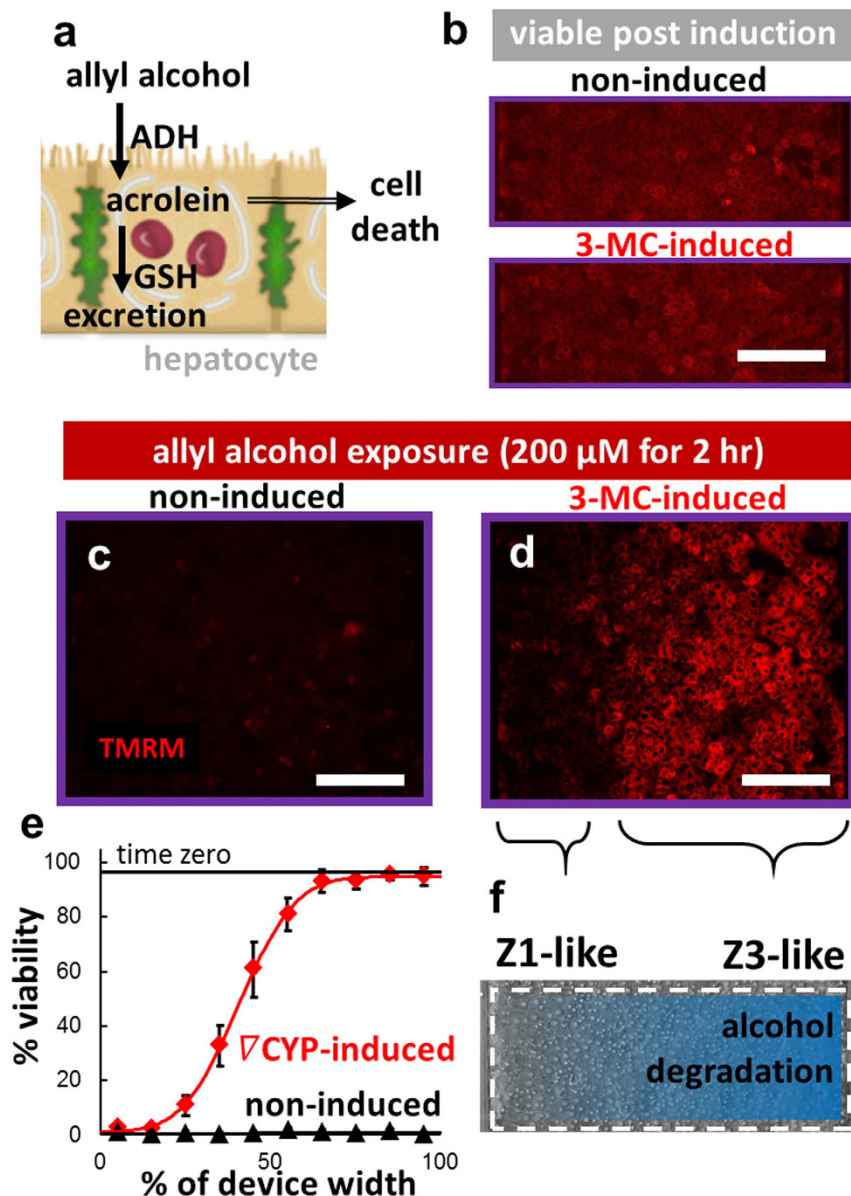 a
allyl alcohol
ADH
acrolein
cell
death
GSH
excretion
hepatocyte
b
viable post induction
non-induced
3-MC-induced
allyl alcohol exposure (200 μM for 2 hr)
non-induced
3-MC-induced
c
TMRM
d
e
time zero
100
80
60
40
20
0
% viability
∇CYP-induced
non-induced
0
50
100
% of device width
f
Z1-like
Z3-like
alcohol
degradation